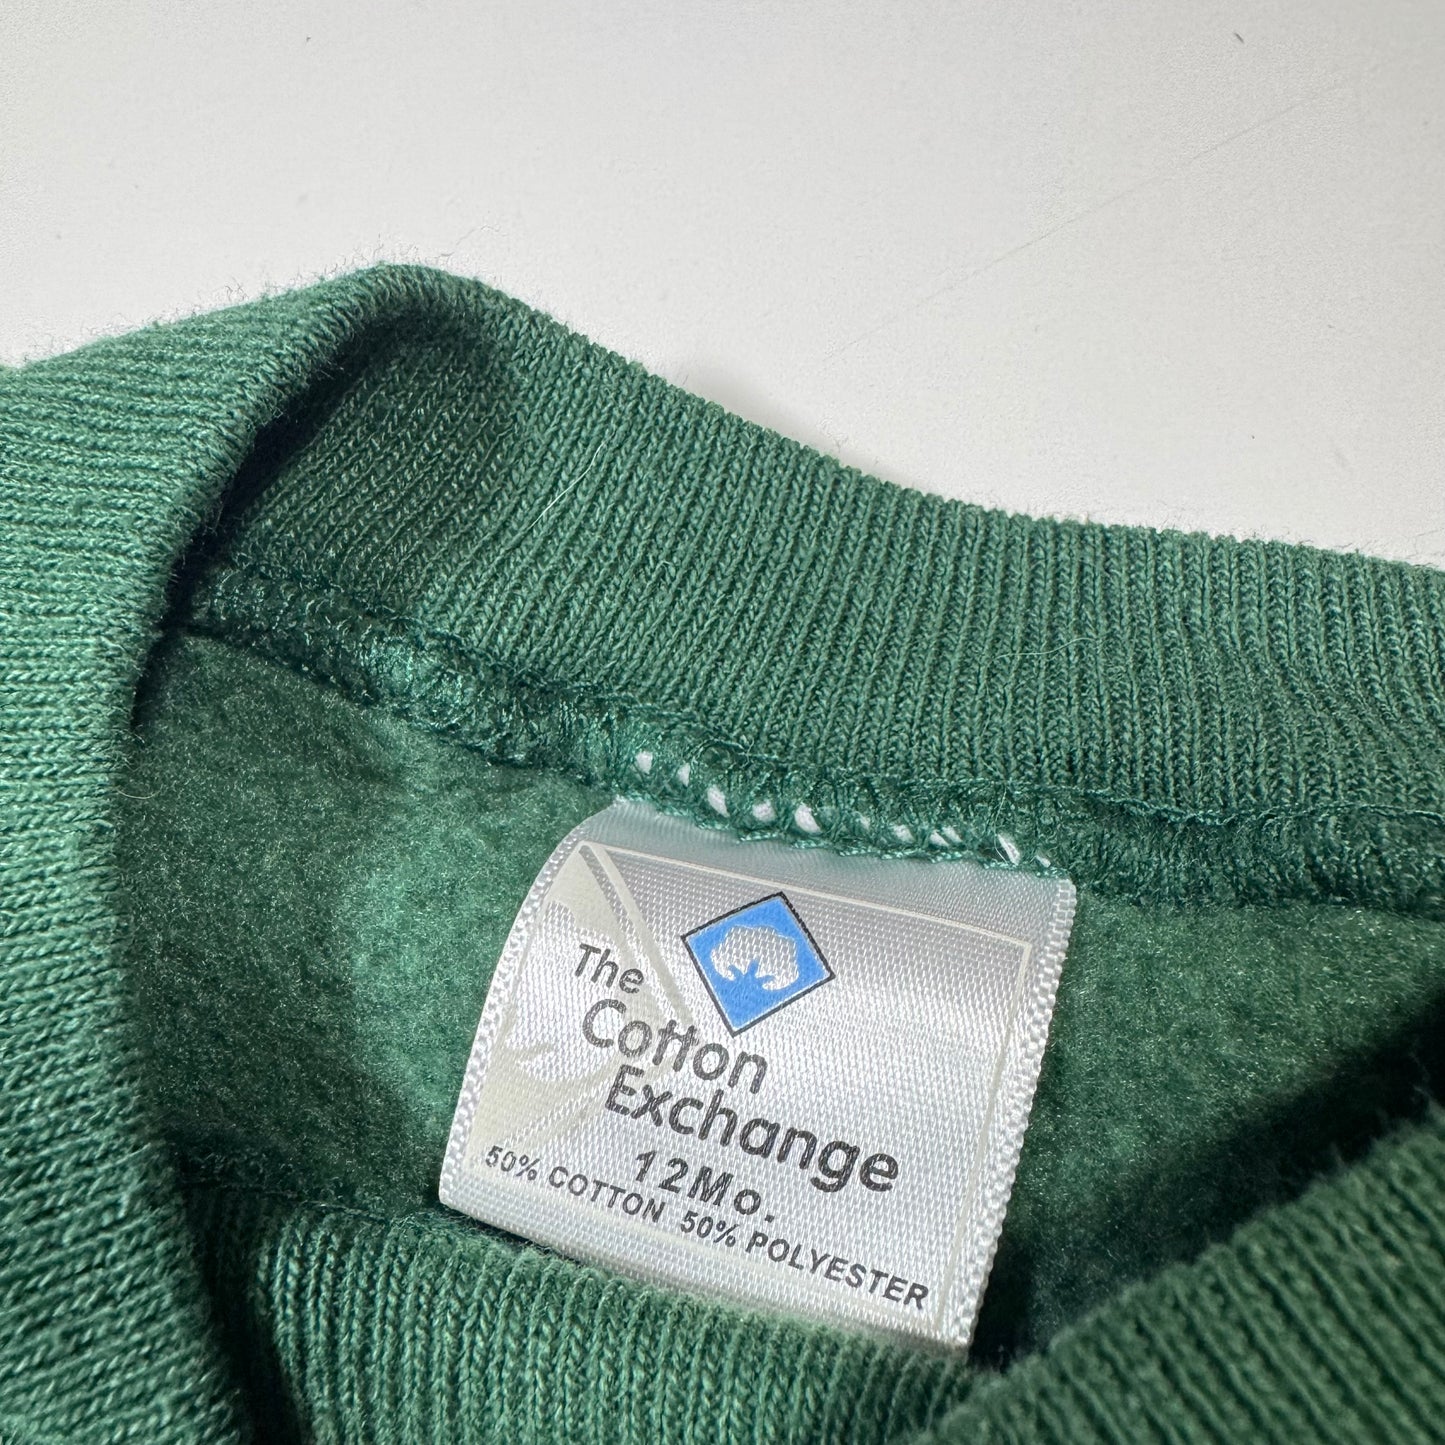 The
Cotton
Exchange
12Mo.
50% COTTON 50% POLYESTER